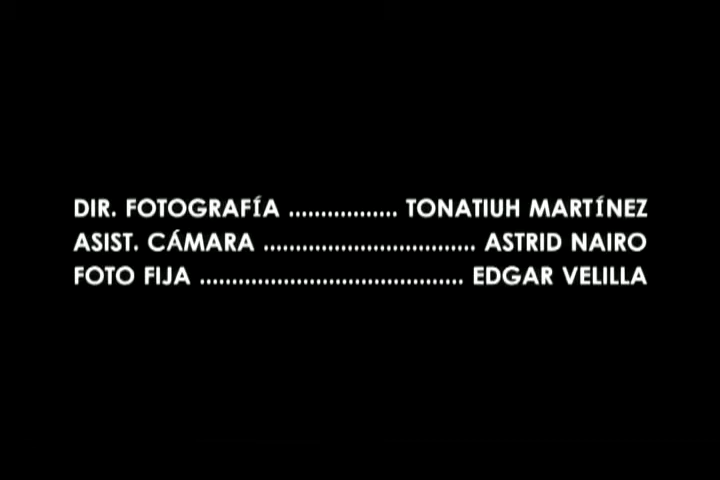 DIR. FOTOGRAFÍA ................. TONATIUH MARTÍNEZ
ASIST. CÁMARA ................................. ASTRID NAIRO
FOTO FIJA ......................................... EDGAR VELILLA